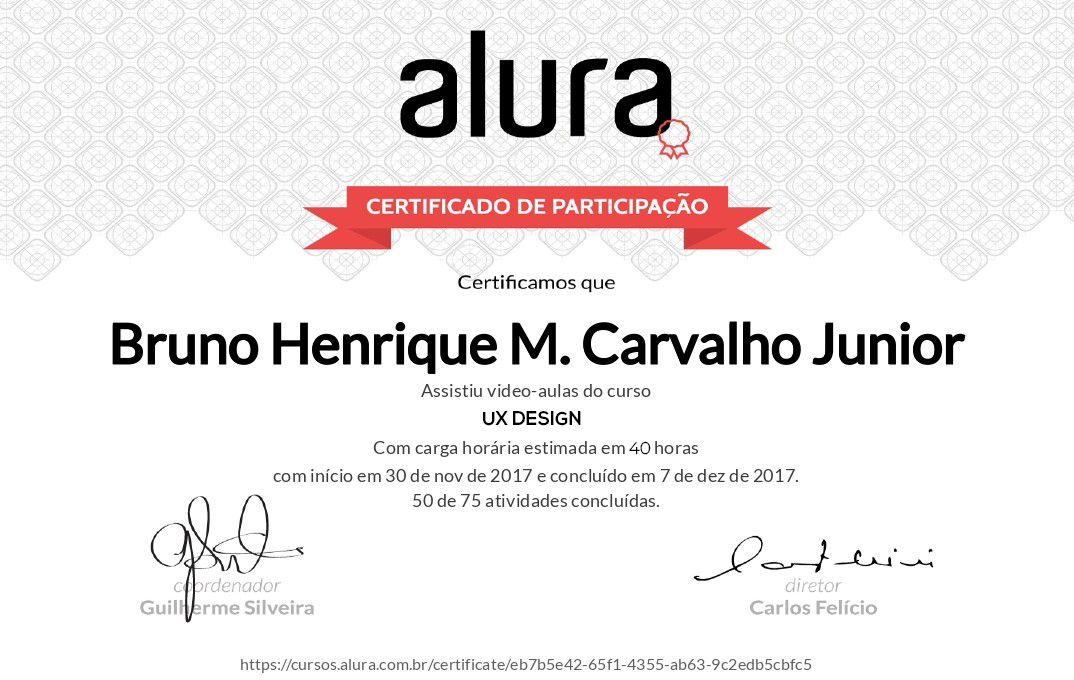 alura
CERTIFICADO DE PARTICIPAÇÃO
Certificamos que
Bruno Henrique M. Carvalho Junior
Assistiu video-aulas do curso
UX DESIGN
Com carga horária estimada em 40 horas
com início em 30 de nov de 2017 e concluído em 7 de dez de 2017.
50 de 75 atividades concluídas.
coordenador
Guilherme Silveira
diretor
Carlos Felício
https://cursos.alura.com.br/certificate/eb7b5e42-65f1-4355-ab63-9c2edb5cbfc5